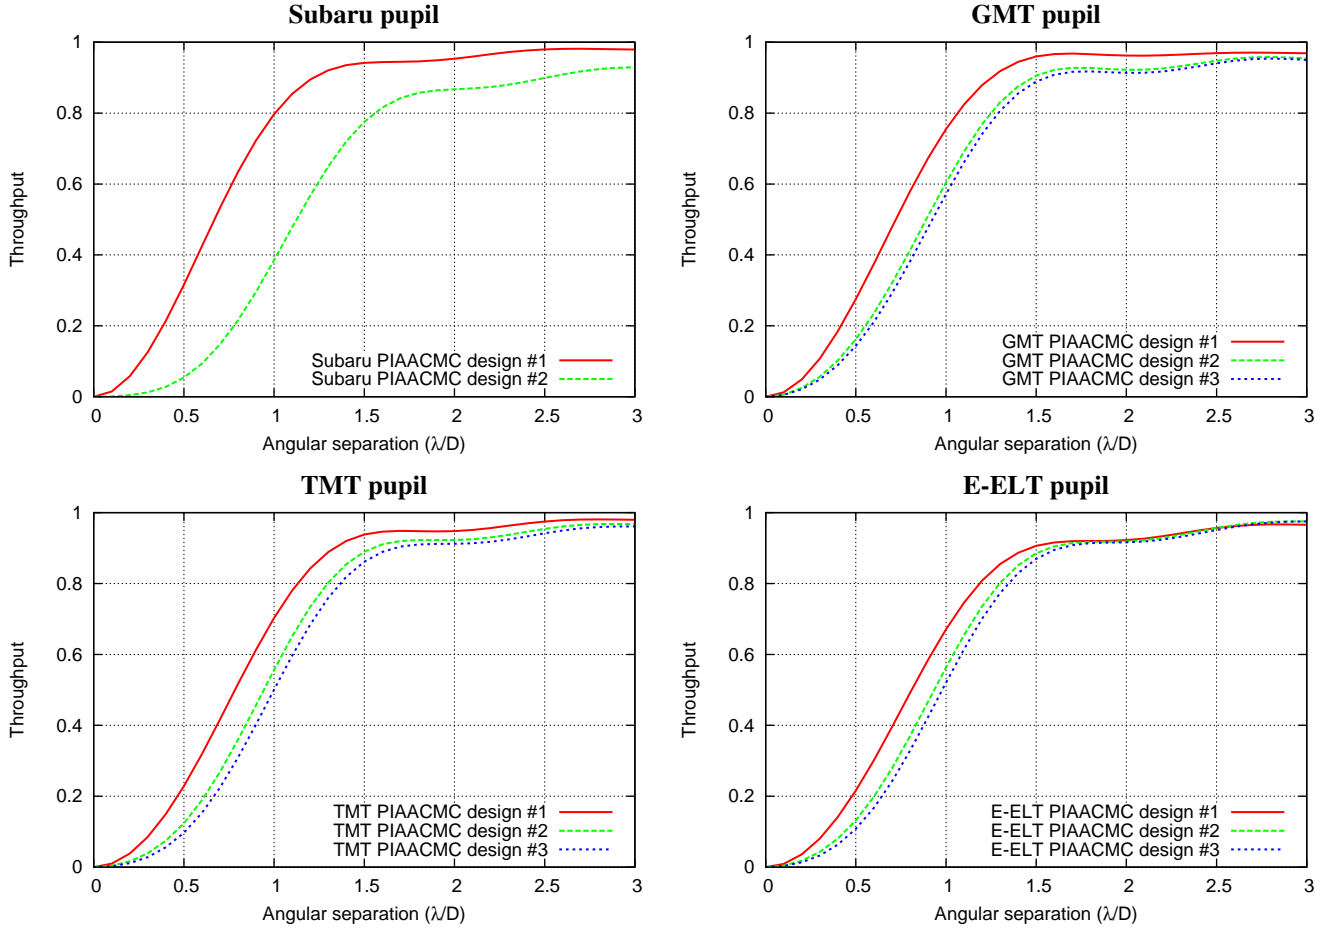 Subaru pupil
1
0.8
0.6
0.4
0.2
0
Throughput
Subaru PIAACMC design #1
Subaru PIAACMC design #2
0 0.5 1 1.5 2 2.5 3
Angular separation (λ/D)
GMT pupil
1
0.8
0.6
0.4
0.2
0
Throughput
GMT PIAACMC design #1
GMT PIAACMC design #2
GMT PIAACMC design #3
0 0.5 1 1.5 2 2.5 3
Angular separation (λ/D)
TMT pupil
1
0.8
0.6
0.4
0.2
0
Throughput
TMT PIAACMC design #1
TMT PIAACMC design #2
TMT PIAACMC design #3
0 0.5 1 1.5 2 2.5 3
Angular separation (λ/D)
E-ELT pupil
1
0.8
0.6
0.4
0.2
0
Throughput
E-ELT PIAACMC design #1
E-ELT PIAACMC design #2
E-ELT PIAACMC design #3
0 0.5 1 1.5 2 2.5 3
Angular separation (λ/D)